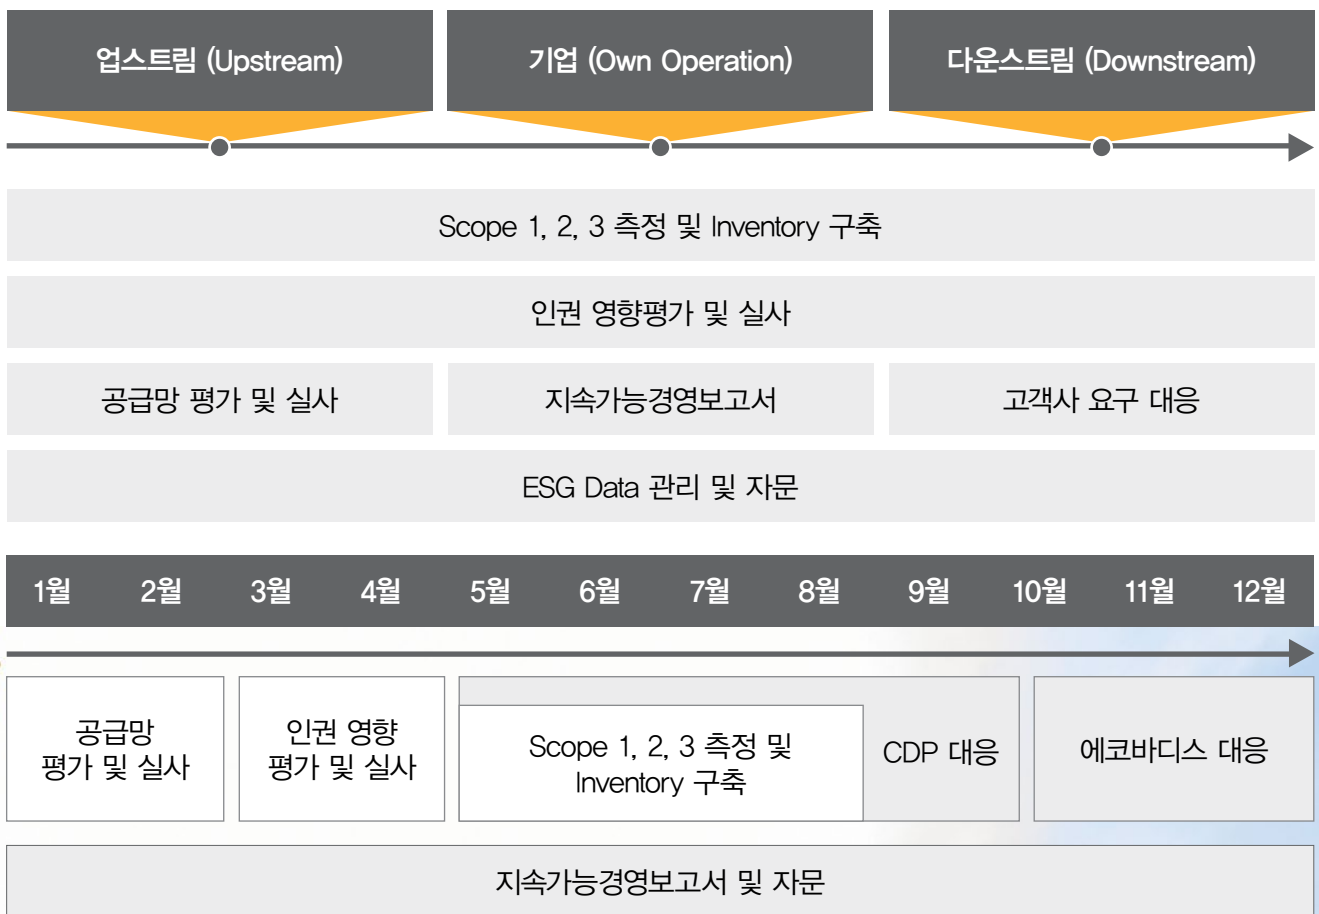 업스트림 (Upstream)
기업 (Own Operation)
다운스트림 (Downstream)
Scope 1, 2, 3 측정 및 Inventory 구축
인권 영향평가 및 실사
공급망 평가 및 실사
지속가능경영보고서
고객사 요구 대응
ESG Data 관리 및 자문
1월 2월 3월 4월 5월 6월 7월 8월 9월 10월 11월 12월
공급망
평가 및 실사
인권 영향
평가 및 실사
Scope 1, 2, 3 측정 및
Inventory 구축
CDP 대응
에코바디스 대응
지속가능경영보고서 및 자문